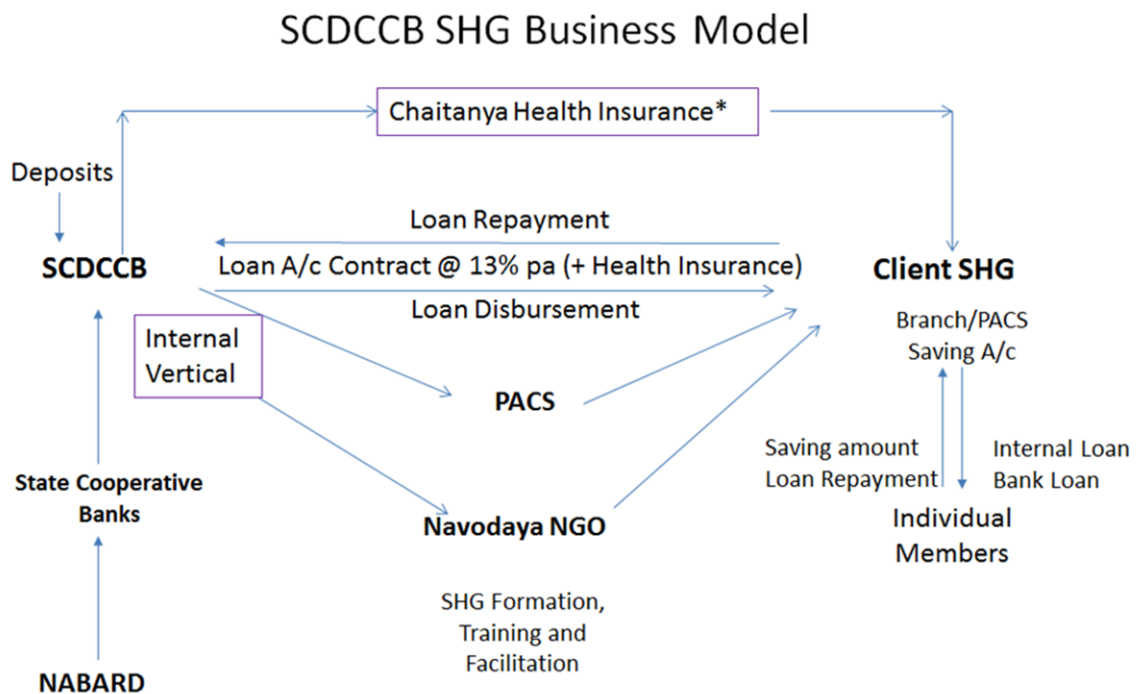 SCDCCB SHG Business Model
Chaitanya Health Insurance*
Deposits
Loan Repayment
SCDCCB
Loan A/c Contract @ 13% pa (+ Health Insurance)
Client SHG
Loan Disbursement
Branch/PACS
Saving A/c
Internal
Vertical
PACS
Saving amount
Loan Repayment
Internal Loan
Bank Loan
State Cooperative
Banks
Navodaya NGO
Individual
Members
SHG Formation,
Training and
Facilitation
NABARD